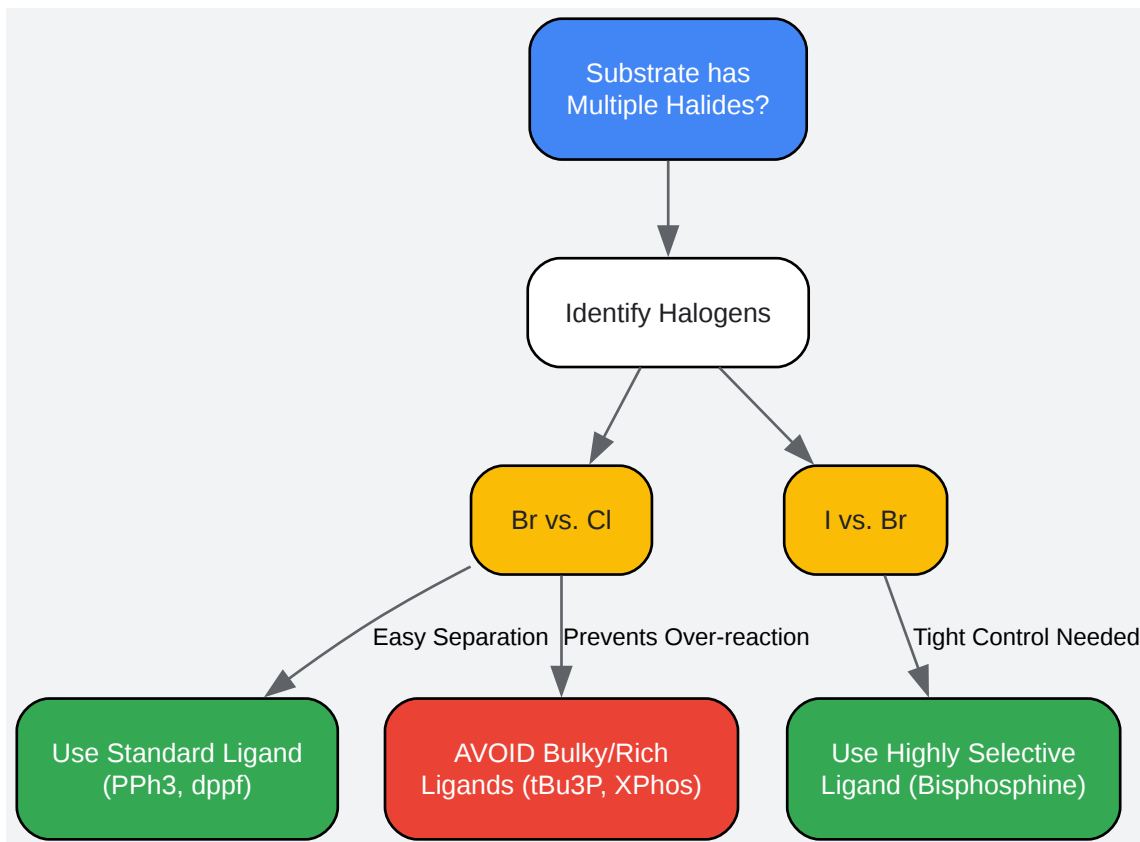 Substrate has
Multiple Halides?
Identify Halogens
Br vs. Cl
I vs. Br
Easy Separation
Prevents Over-reaction
Tight Control Needed
Use Standard Ligand
(PPh3, dppf)
AVOID Bulky/Rich
Ligands (tBu3P, XPhos)
Use Highly Selective
Ligand (Bisphosphine)